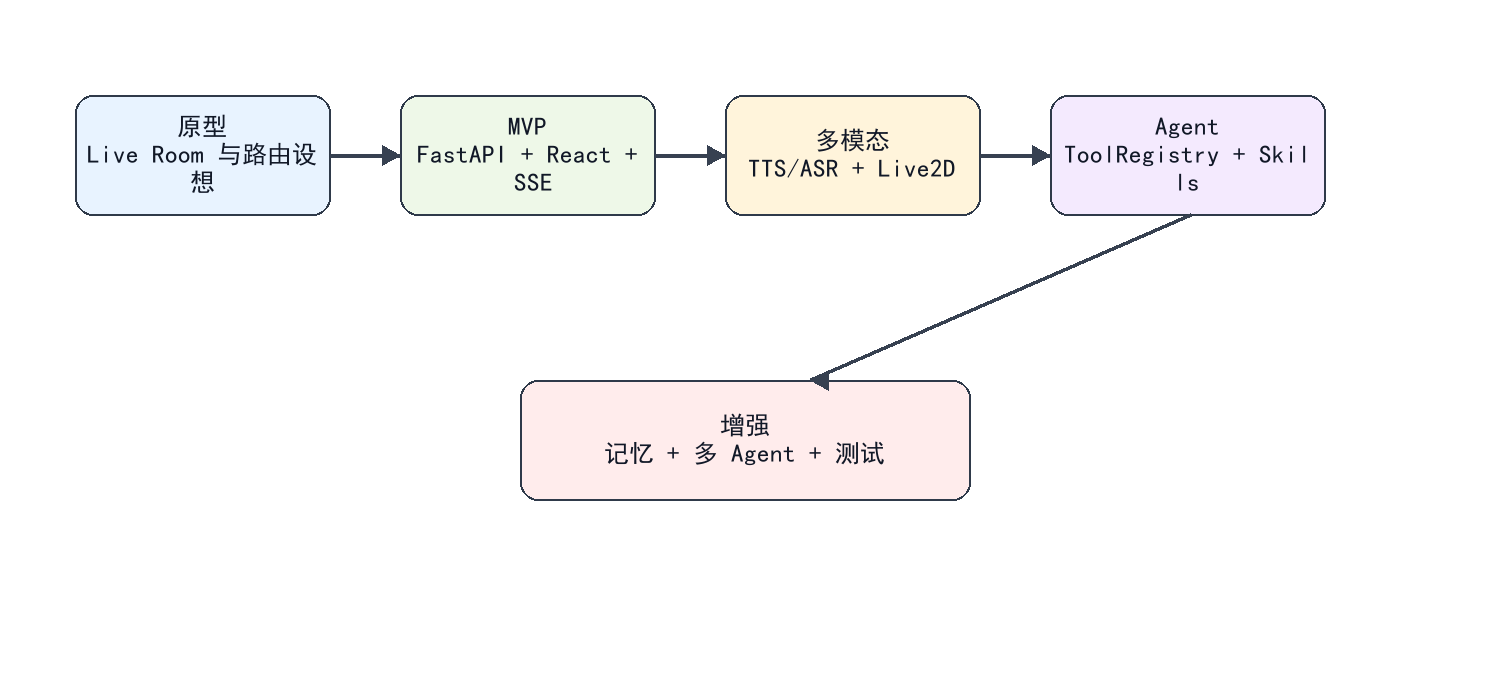 原型
Live Room 与路由设
想
MVP
FastAPI + React +
SSE
多模态
TTS/ASR + Live2D
Agent
ToolRegistry + Skil
ls
增强
记忆 + 多 Agent + 测试